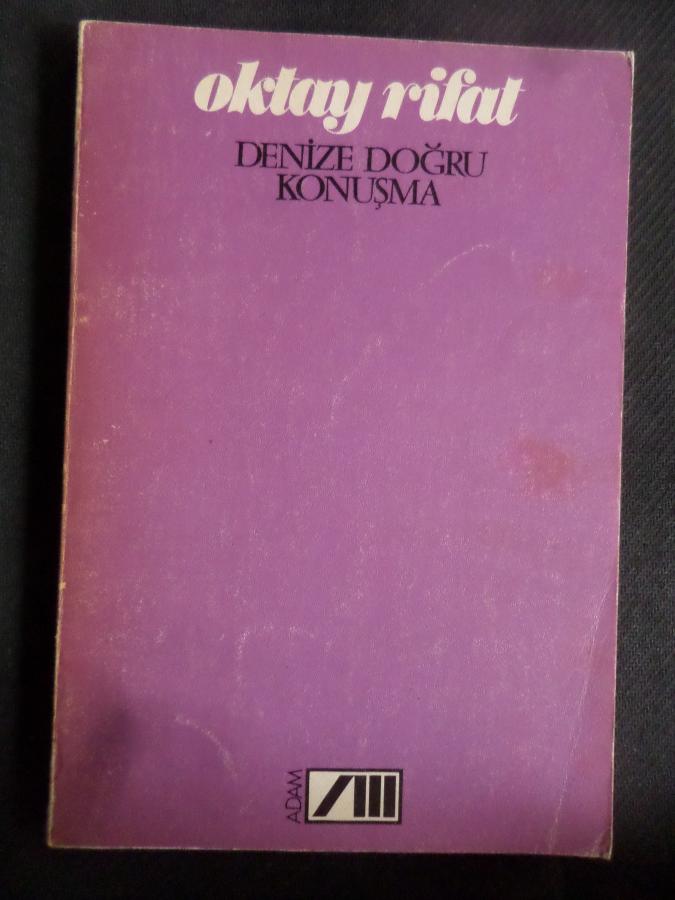 oktay rifat
DENİZE DOĞRU
KONUŞMA
ADAM